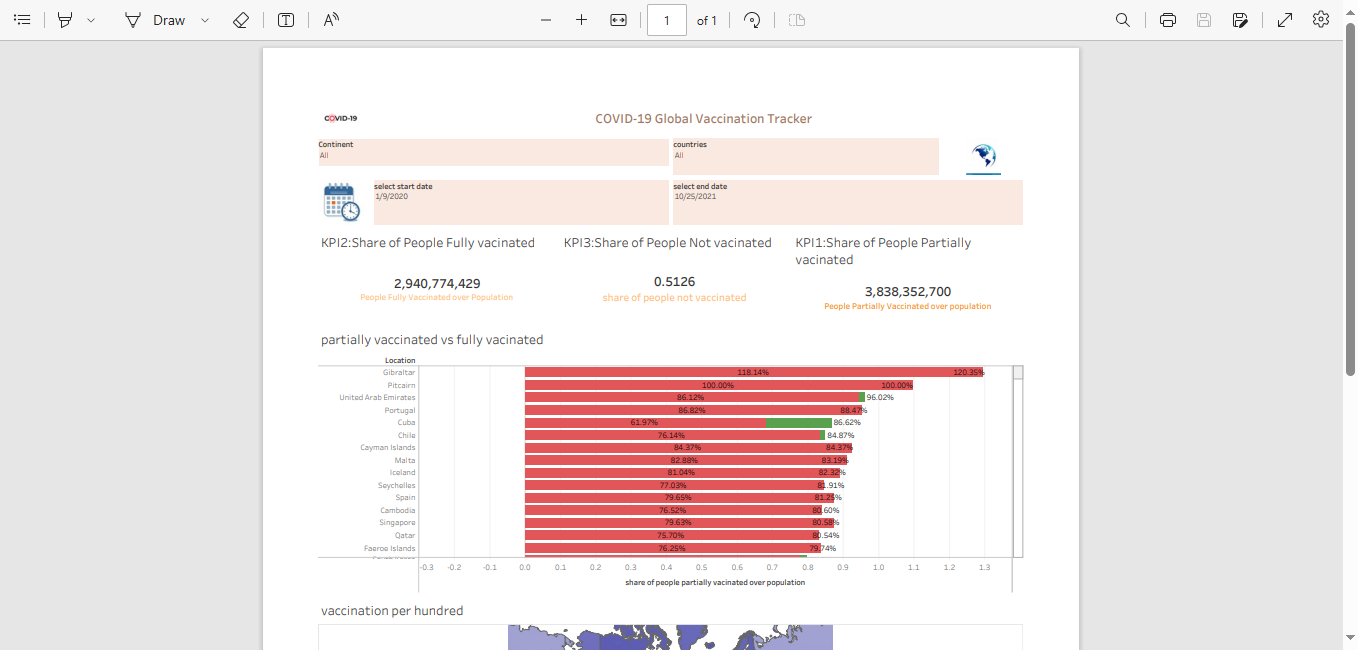 Draw
1 of 1
COVID-19
COVID-19 Global Vaccination Tracker
Continent
All
countries
All
select start date
1/9/2020
select end date
10/25/2021
KPI2:Share of People Fully vacinated
2,940,774,429
People Fully Vaccinated over Population
KPI3:Share of People Not vacinated
0.5126
share of people not vaccinated
KPI1:Share of People Partially
vacinated
3,838,352,700
People Partially Vaccinated over population
partially vaccinated vs fully vacinated
Location
Gibraltar 118.14% 120.35%
Pitcairn 100.00% 100.00%
United Arab Emirates 86.12% 96.02%
Portugal 86.82% 88.47%
Cuba 61.97% 86.62%
Chile 76.14% 84.87%
Cayman Islands 84.37% 84.37%
Malta 82.88% 83.19%
Iceland 81.04% 82.32%
Seychelles 77.03% 81.91%
Spain 79.65% 81.25%
Cambodia 76.52% 80.60%
Singapore 79.63% 80.58%
Qatar 75.70% 80.54%
Faeroe Islands 76.25% 79.74%
-0.3 -0.2 -0.1 0.0 0.1 0.2 0.3 0.4 0.5 0.6 0.7 0.8 0.9 1.0 1.1 1.2 1.3
share of people partially vacinated over population
vaccination per hundred